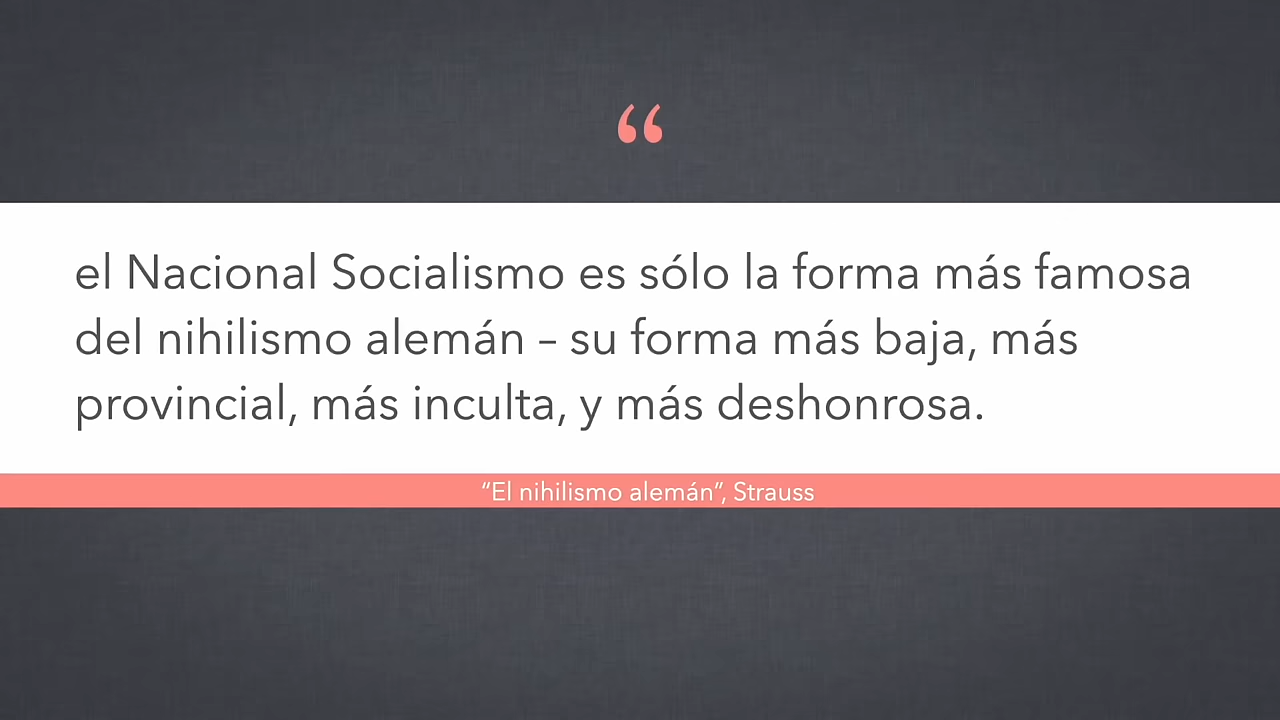 “
el Nacional Socialismo es sólo la forma más famosa
del nihilismo alemán – su forma más baja, más
provincial, más inculta, y más deshonrosa.
“El nihilismo alemán”, Strauss